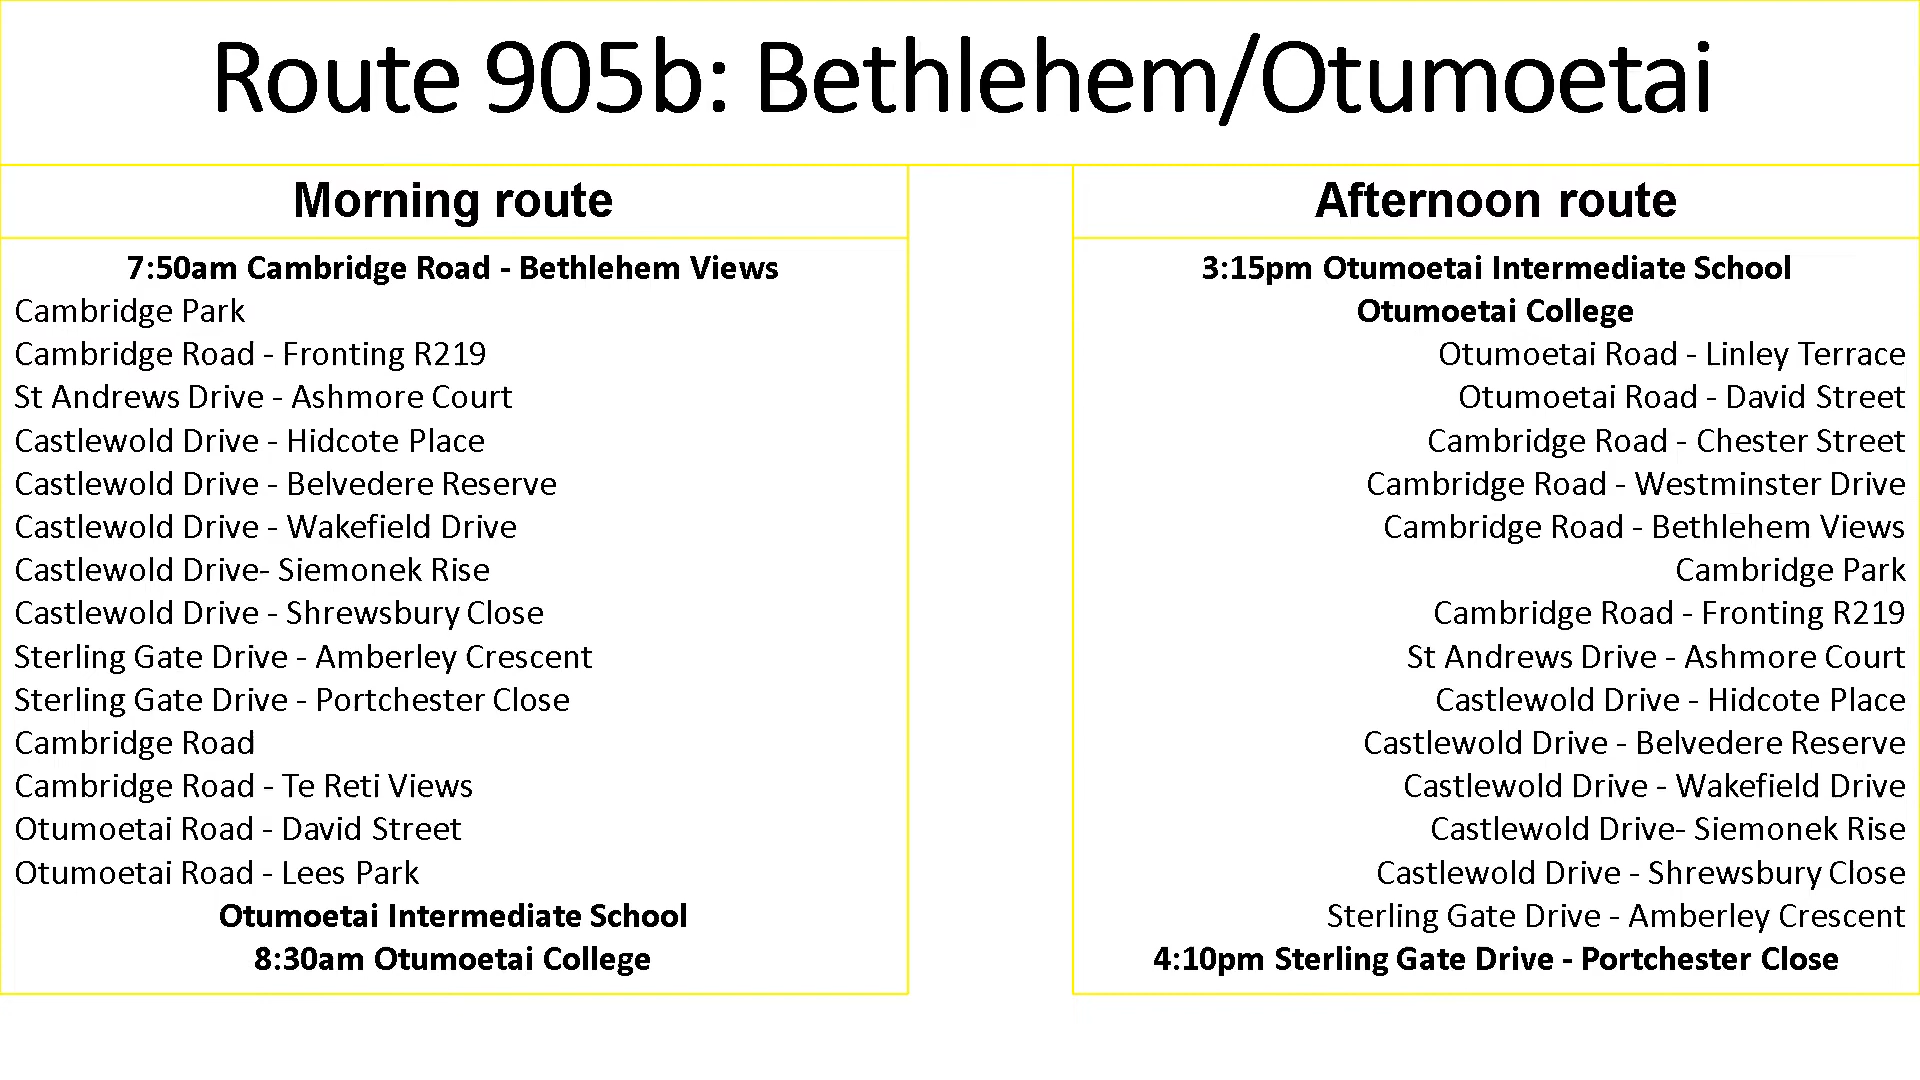 Route 905b: Bethlehem/Otumoetai
Morning route
7:50am Cambridge Road - Bethlehem Views
Cambridge Park
Cambridge Road - Fronting R219
St Andrews Drive - Ashmore Court
Castlewold Drive - Hidcote Place
Castlewold Drive - Belvedere Reserve
Castlewold Drive - Wakefield Drive
Castlewold Drive- Siemonek Rise
Castlewold Drive - Shrewsbury Close
Sterling Gate Drive - Amberley Crescent
Sterling Gate Drive - Portchester Close
Cambridge Road
Cambridge Road - Te Reti Views
Otumoetai Road - David Street
Otumoetai Road - Lees Park
Otumoetai Intermediate School
8:30am Otumoetai College
Afternoon route
3:15pm Otumoetai Intermediate School
Otumoetai College
Otumoetai Road - Linley Terrace
Otumoetai Road - David Street
Cambridge Road - Chester Street
Cambridge Road - Westminster Drive
Cambridge Road - Bethlehem Views
Cambridge Park
Cambridge Road - Fronting R219
St Andrews Drive - Ashmore Court
Castlewold Drive - Hidcote Place
Castlewold Drive - Belvedere Reserve
Castlewold Drive - Wakefield Drive
Castlewold Drive- Siemonek Rise
Castlewold Drive - Shrewsbury Close
Sterling Gate Drive - Amberley Crescent
4:10pm Sterling Gate Drive - Portchester Close